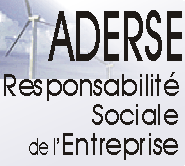 ADERSE
Responsabilité
Sociale
de l'Entreprise